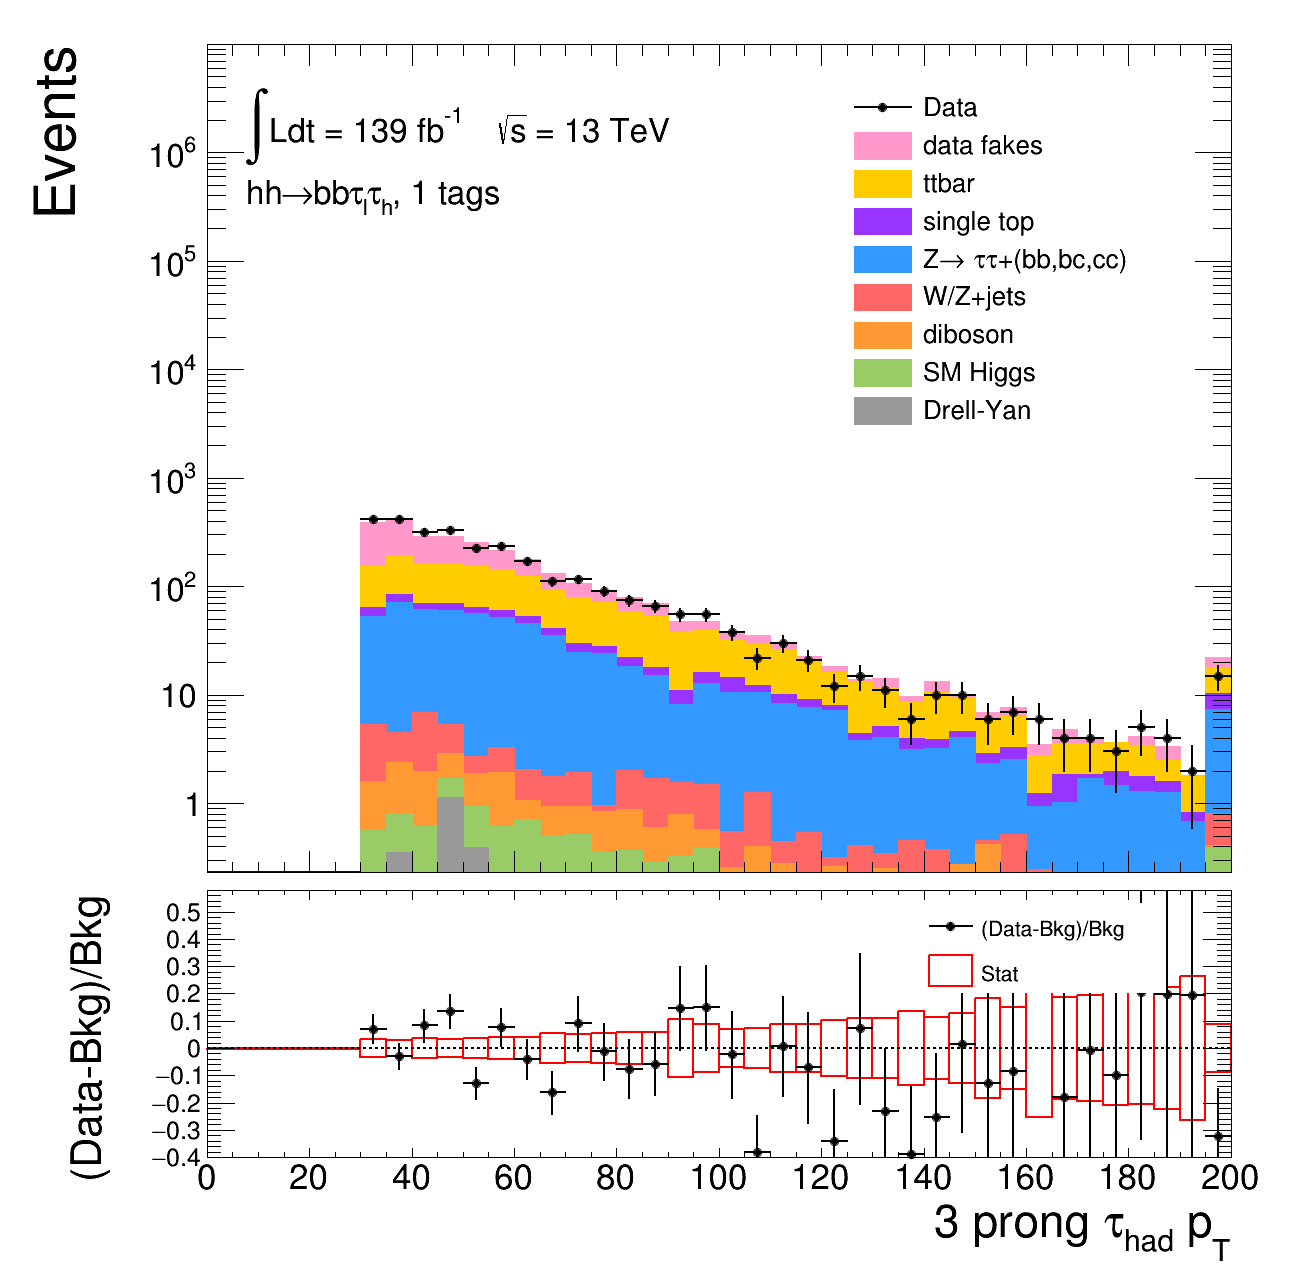 Events
∫Ldt = 139 fb⁻¹ √s = 13 TeV
hh→bbτₗτₕ, 1 tags
Data
data fakes
ttbar
single top
Z→ ττ+(bb,bc,cc)
W/Z+jets
diboson
SM Higgs
Drell-Yan
10⁶
10⁵
10⁴
10³
10²
10
1
(Data-Bkg)/Bkg
(Data-Bkg)/Bkg
Stat
0.5
0.4
0.3
0.2
0.1
0
−0.1
−0.2
−0.3
−0.4
0 20 40 60 80 100 120 140 160 180 200
3 prong τ_had p_T